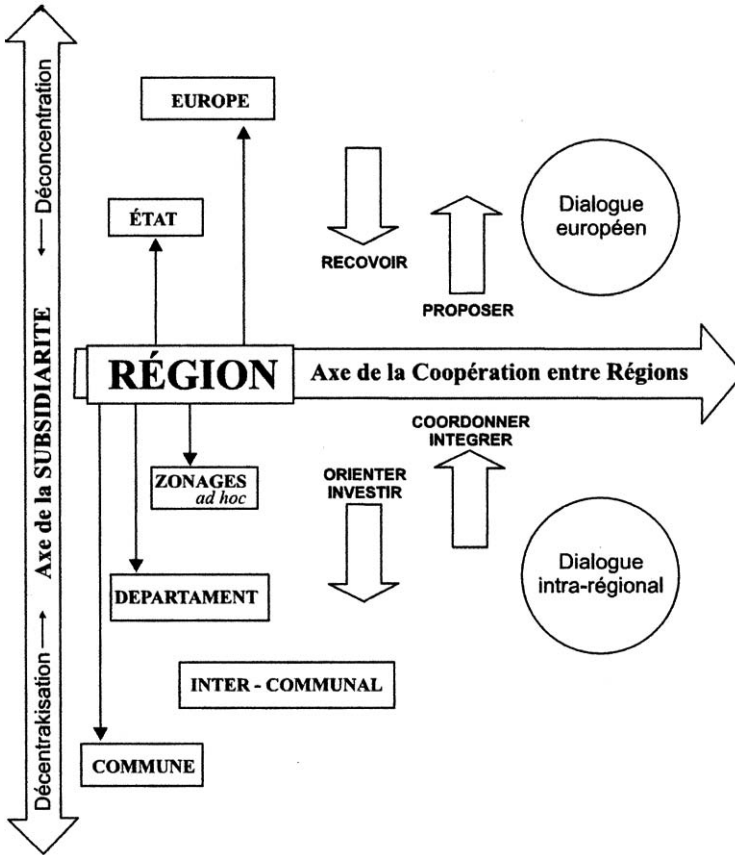 EUROPE
← Déconcentration
ÉTAT
Dialogue
européen
RECOVOIR
PROPOSER
Axe de la SUBSIDIARITE
RÉGION
Axe de la Coopération entre Régions
COORDONNER
INTEGRER
ZONAGES
ad hoc
ORIENTER
INVESTIR
Dialogue
intra-régional
DEPARTAMENT
Décentrakisation →
INTER - COMMUNAL
COMMUNE